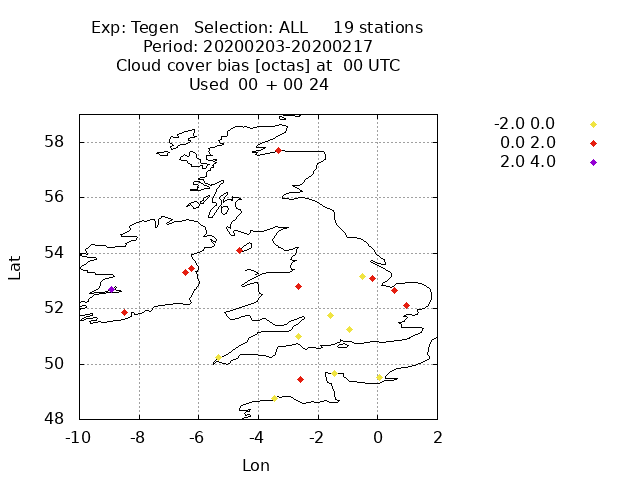 Exp: Tegen   Selection: ALL     19 stations
Period: 20200203-20200217
Cloud cover bias [octas] at  00 UTC
Used  00 + 00 24
-2.0 0.0
0.0 2.0
2.0 4.0
58
56
54
52
50
48
Lat
-10 -8 -6 -4 -2 0 2
Lon